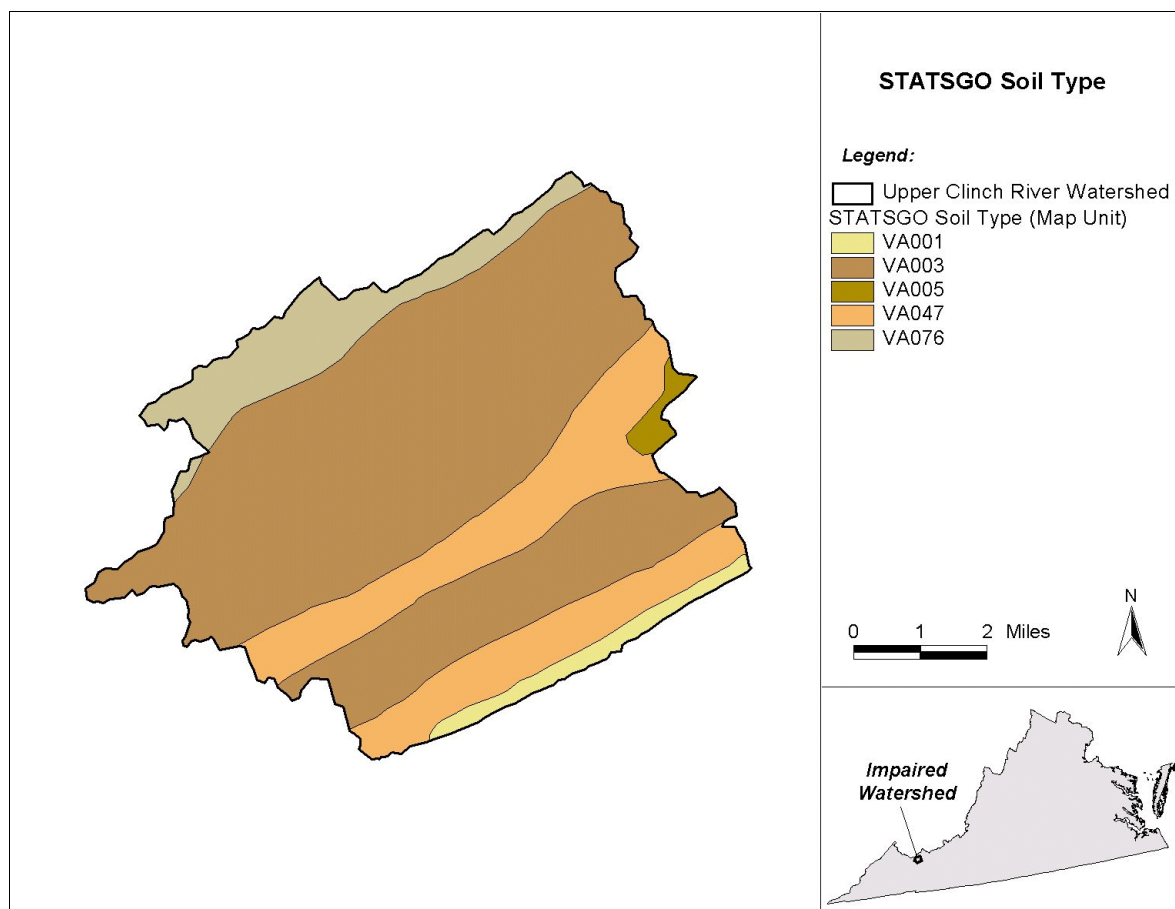 STATSGO Soil Type
Legend:
Upper Clinch River Watershed
STATSGO Soil Type (Map Unit)
VA001
VA003
VA005
VA047
VA076
N
0 1 2 Miles
Impaired
Watershed